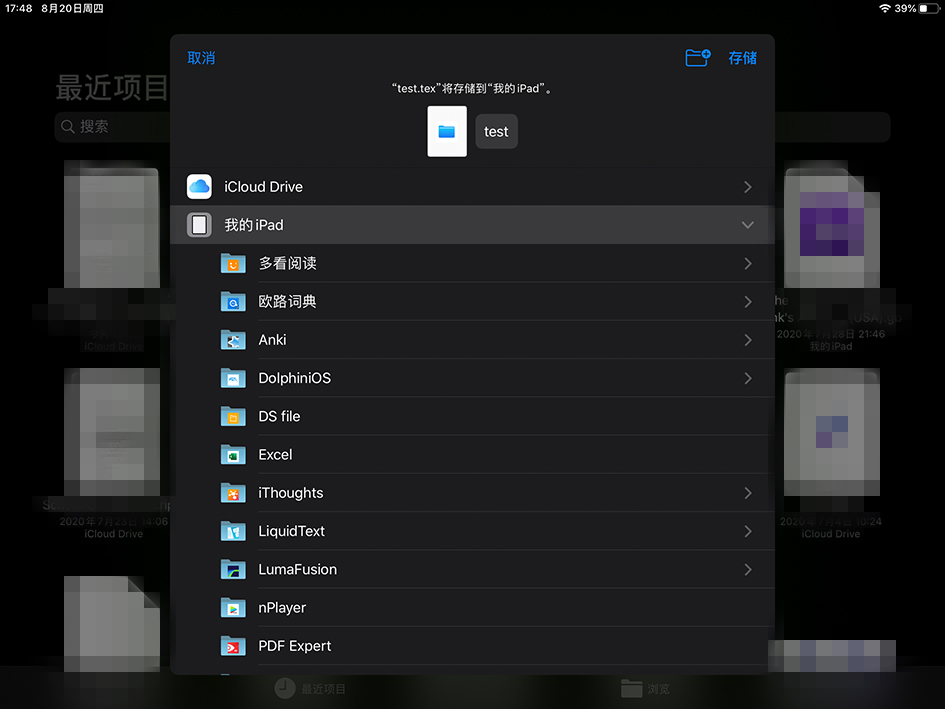 17:48 8月20日周四
39%
取消
存储
“test.tex”将存储到“我的 iPad”。
test
最近项目
搜索
iCloud Drive
我的 iPad
多看阅读
欧路词典
Anki
DolphiniOS
DS file
Excel
iThoughts
LiquidText
LumaFusion
nPlayer
PDF Expert
iCloud Drive
2020年7月28日 21:46
我的 iPad
2020年7月23日 14:06
iCloud Drive
2020年7月4日 10:24
iCloud Drive
最近项目
浏览